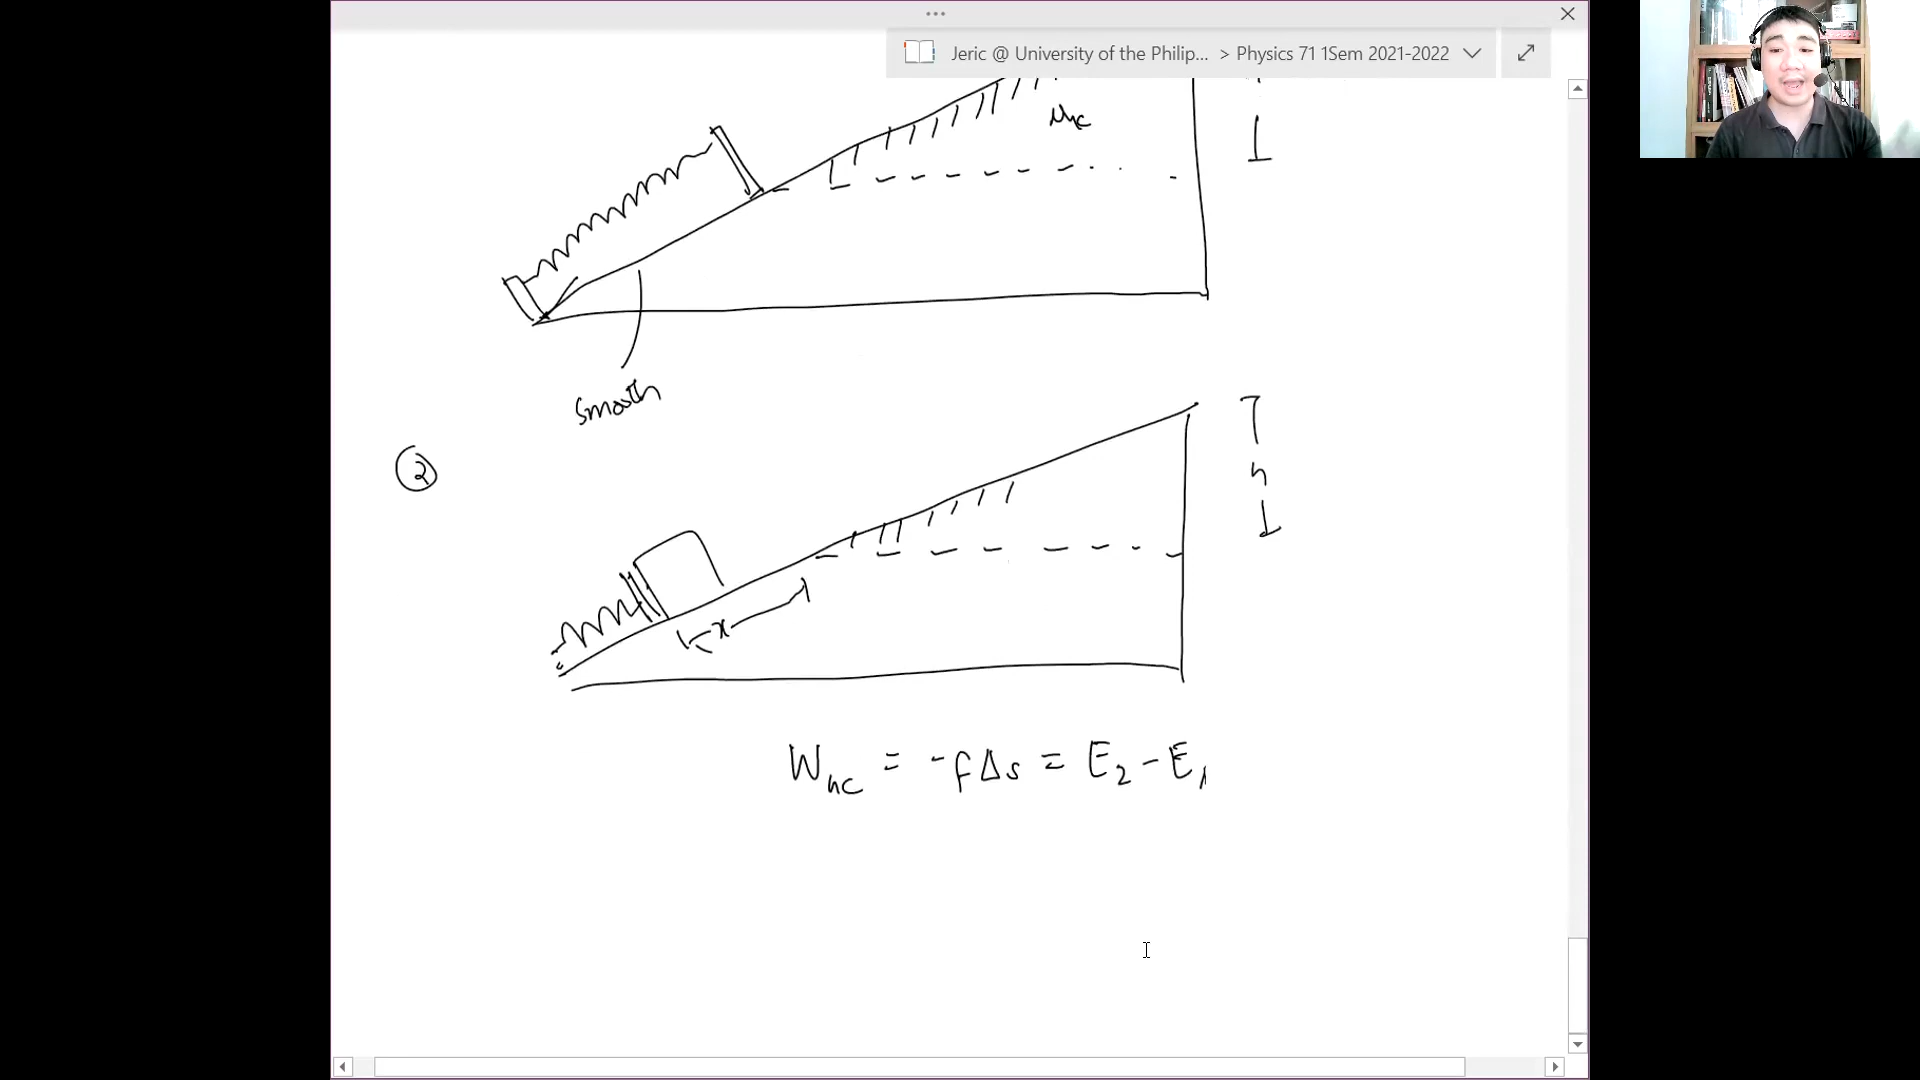 Jeric @ University of the Philip... > Physics 71 1Sem 2021-2022
μk
smooth
2
h
x
Wnc = -fΔs = E2 - E1